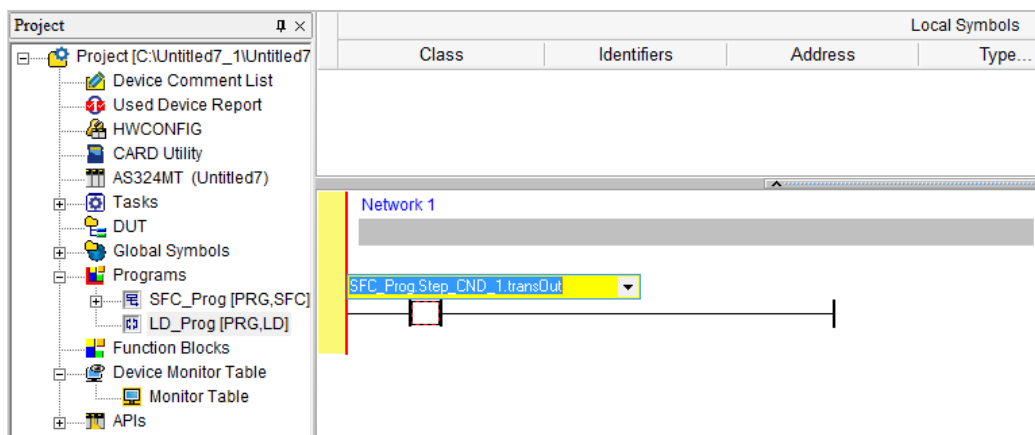 Project
Project [C:\Untitled7_1\Untitled7
Device Comment List
Used Device Report
HWCONFIG
CARD Utility
AS324MT (Untitled7)
Tasks
DUT
Global Symbols
Programs
SFC_Prog [PRG,SFC]
LD_Prog [PRG,LD]
Function Blocks
Device Monitor Table
Monitor Table
APIs
Local Symbols
Class Identifiers Address Type...
Network 1
SFC_Prog.Step_CND_1.transOut